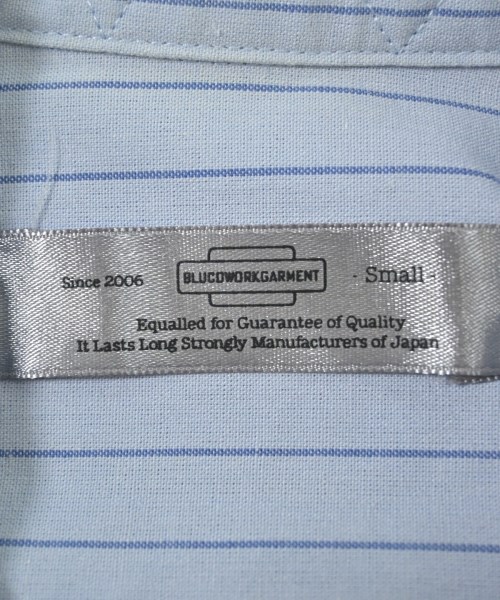 Since 2006 BLUCOWORKGARMENT - Small -
Equalled for Guarantee of Quality
It Lasts Long Strongly Manufacturers of Japan